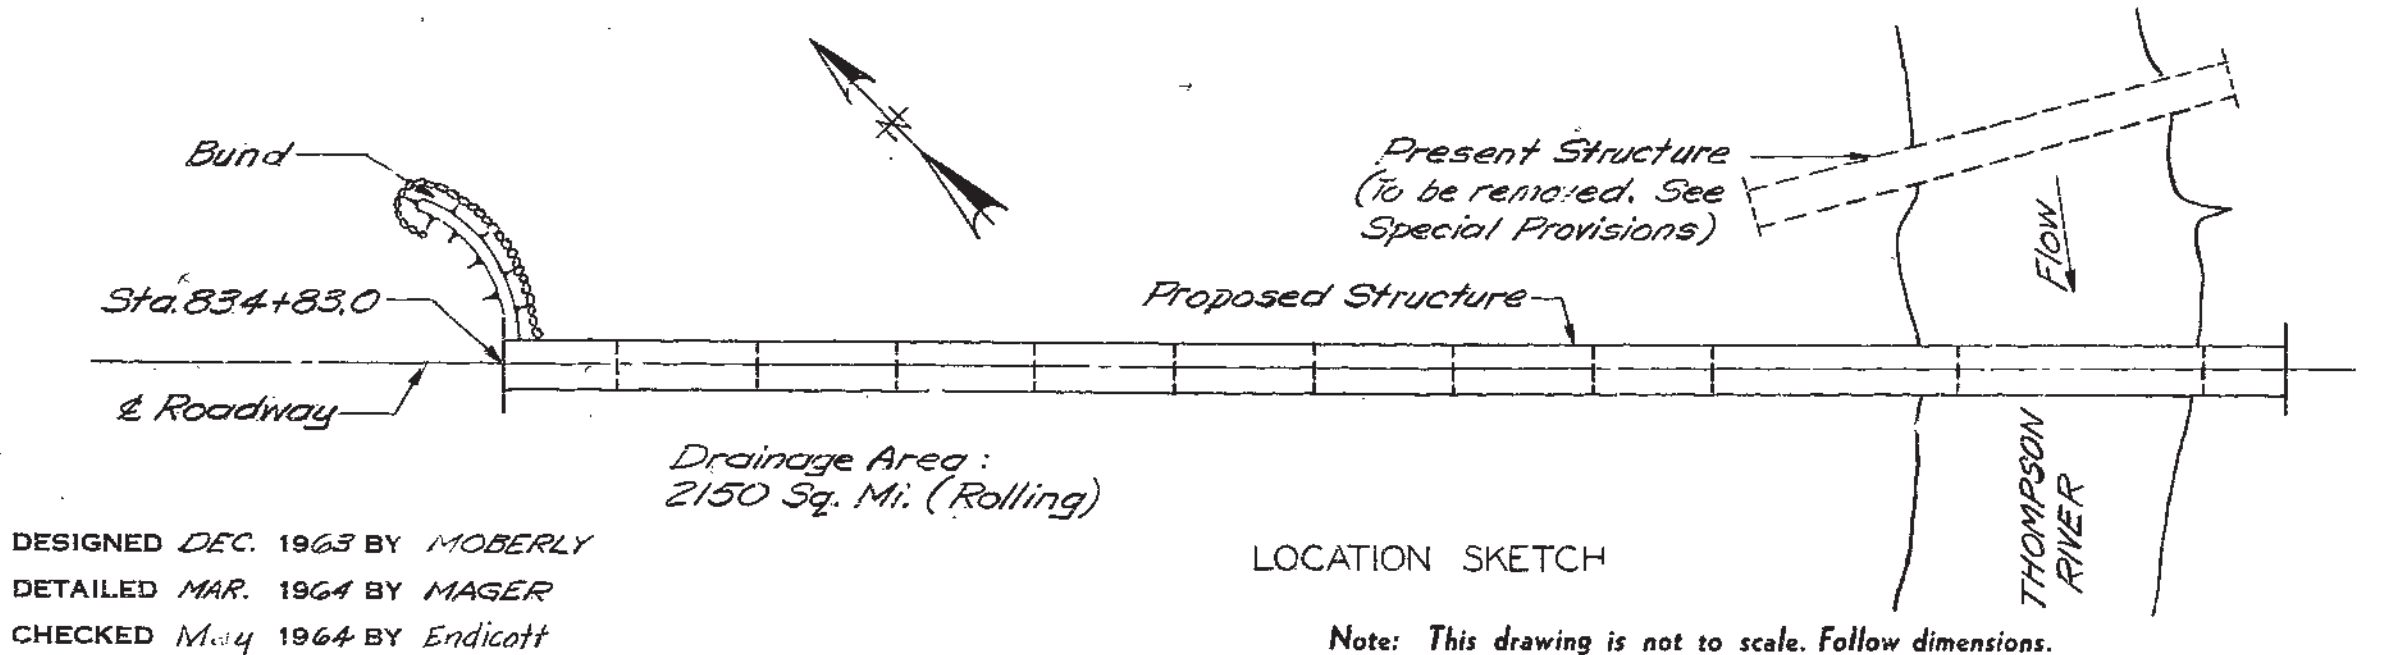 N
Bund
Present Structure
(To be removed. See
Special Provisions)
Flow
Sta. 834+83.0
Proposed Structure
℄ Roadway
Drainage Area:
2150 Sq. Mi. (Rolling)
THOMPSON
RIVER
DESIGNED DEC. 1963 BY MOBERLY
DETAILED MAR. 1964 BY MAGER
CHECKED May 1964 BY Endicott
LOCATION SKETCH
Note: This drawing is not to scale. Follow dimensions.